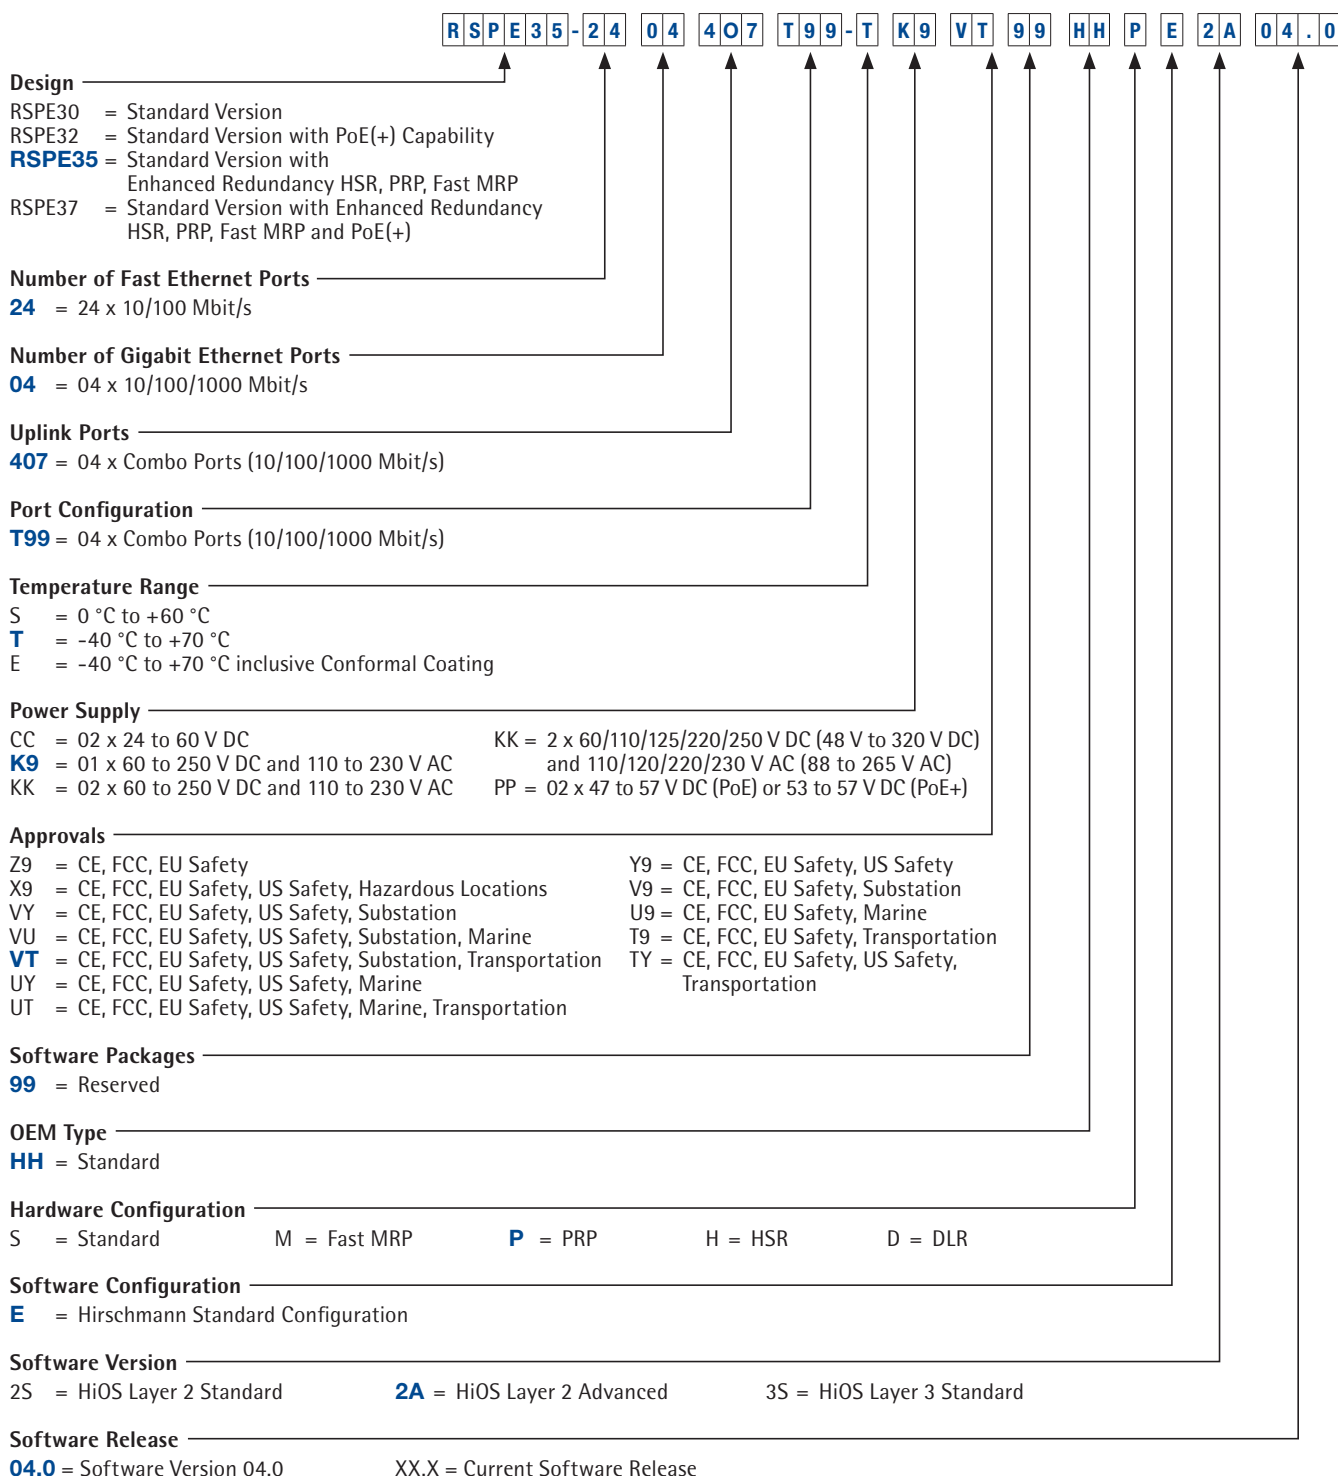 RSPE35-24 04 4O7 T99-T K9 VT 99 HH P E 2A 04.0
Design
RSPE30 = Standard Version
RSPE32 = Standard Version with PoE(+) Capability
RSPE35 = Standard Version with
Enhanced Redundancy HSR, PRP, Fast MRP
RSPE37 = Standard Version with Enhanced Redundancy
HSR, PRP, Fast MRP and PoE(+)
Number of Fast Ethernet Ports
24 = 24 x 10/100 Mbit/s
Number of Gigabit Ethernet Ports
04 = 04 x 10/100/1000 Mbit/s
Uplink Ports
407 = 04 x Combo Ports (10/100/1000 Mbit/s)
Port Configuration
T99 = 04 x Combo Ports (10/100/1000 Mbit/s)
Temperature Range
S = 0 °C to +60 °C
T = -40 °C to +70 °C
E = -40 °C to +70 °C inclusive Conformal Coating
Power Supply
CC = 02 x 24 to 60 V DC
K9 = 01 x 60 to 250 V DC and 110 to 230 V AC
KK = 02 x 60 to 250 V DC and 110 to 230 V AC
KK = 2 x 60/110/125/220/250 V DC (48 V to 320 V DC)
and 110/120/220/230 V AC (88 to 265 V AC)
PP = 02 x 47 to 57 V DC (PoE) or 53 to 57 V DC (PoE+)
Approvals
Z9 = CE, FCC, EU Safety
X9 = CE, FCC, EU Safety, US Safety, Hazardous Locations
VY = CE, FCC, EU Safety, US Safety, Substation
VU = CE, FCC, EU Safety, US Safety, Substation, Marine
VT = CE, FCC, EU Safety, US Safety, Substation, Transportation
UY = CE, FCC, EU Safety, US Safety, Marine
UT = CE, FCC, EU Safety, US Safety, Marine, Transportation
Y9 = CE, FCC, EU Safety, US Safety
V9 = CE, FCC, EU Safety, Substation
U9 = CE, FCC, EU Safety, Marine
T9 = CE, FCC, EU Safety, Transportation
TY = CE, FCC, EU Safety, US Safety,
Transportation
Software Packages
99 = Reserved
OEM Type
HH = Standard
Hardware Configuration
S = Standard M = Fast MRP P = PRP H = HSR D = DLR
Software Configuration
E = Hirschmann Standard Configuration
Software Version
2S = HiOS Layer 2 Standard 2A = HiOS Layer 2 Advanced 3S = HiOS Layer 3 Standard
Software Release
04.0 = Software Version 04.0 XX.X = Current Software Release